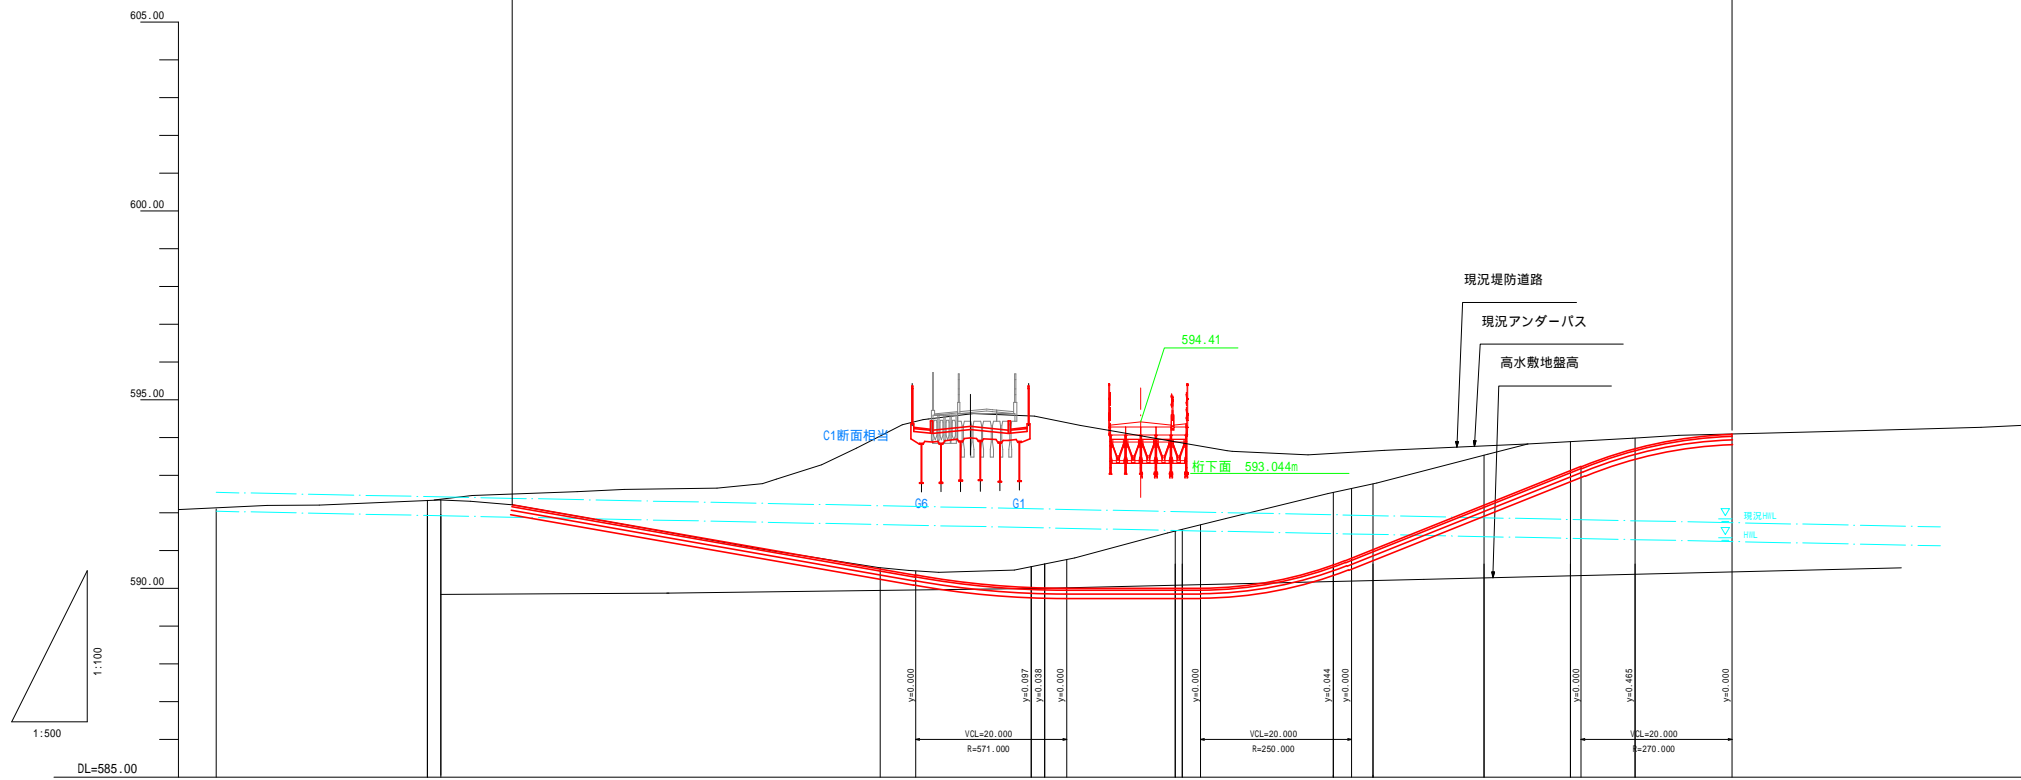 605.00
600.00
現況堤防道路
現況アンダーパス
594.41
高水敷地盤高
595.00
C1断面相当
桁下面 593.044m
G6
G1
現況HWL
HWL
590.00
1:100
1:500
y=0.000
y=0.097
y=0.038
y=0.000
y=0.000
y=0.044
y=0.000
y=0.000
y=0.465
y=0.000
VCL=20.000
R=571.000
VCL=20.000
R=250.000
VCL=20.000
R=270.000
DL=585.00